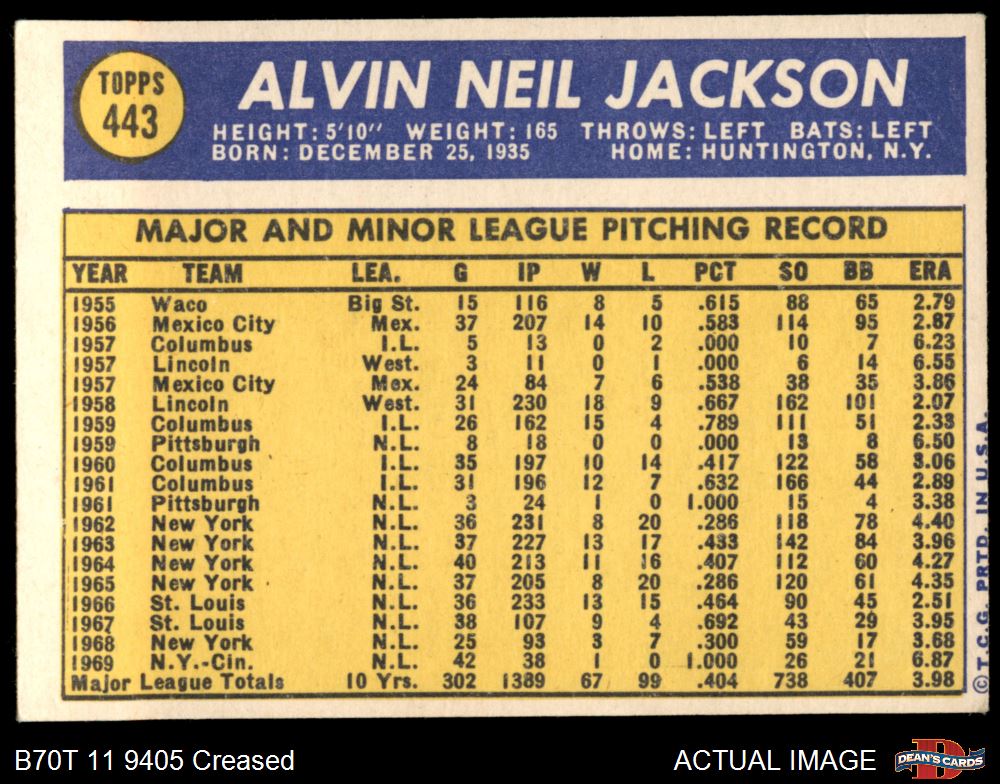 TOPPS
443
ALVIN NEIL JACKSON
HEIGHT: 5'10" WEIGHT: 165 THROWS: LEFT BATS: LEFT
BORN: DECEMBER 25, 1935 HOME: HUNTINGTON, N.Y.
MAJOR AND MINOR LEAGUE PITCHING RECORD
YEAR TEAM LEA. G IP W L PCT SO BB ERA
1955 Waco Big St. 15 116 8 5 .615 88 65 2.79
1956 Mexico City Mex. 37 207 14 10 .583 114 95 2.87
1957 Columbus I.L. 5 13 0 2 .000 10 7 6.23
1957 Lincoln West. 3 11 0 1 .000 6 14 6.55
1957 Mexico City Mex. 24 84 7 6 .538 38 35 3.86
1958 Lincoln West. 31 230 18 9 .667 162 101 2.07
1959 Columbus I.L. 26 162 15 4 .789 111 51 2.33
1959 Pittsburgh N.L. 8 18 0 0 .000 13 8 6.50
1960 Columbus I.L. 35 197 10 14 .417 122 58 3.06
1961 Columbus I.L. 31 196 12 7 .632 166 44 2.89
1961 Pittsburgh N.L. 3 24 1 0 1.000 15 4 3.38
1962 New York N.L. 36 231 8 20 .286 118 78 4.40
1963 New York N.L. 37 227 13 17 .433 142 84 3.96
1964 New York N.L. 40 213 11 16 .407 112 60 4.27
1965 New York N.L. 37 205 8 20 .286 120 61 4.35
1966 St. Louis N.L. 36 233 13 15 .464 90 45 2.51
1967 St. Louis N.L. 38 107 9 4 .692 43 29 3.95
1968 New York N.L. 25 93 3 7 .300 59 17 3.68
1969 N.Y.-Cin. N.L. 42 38 1 0 1.000 26 21 6.87
Major League Totals 10 Yrs. 302 1389 67 99 .404 738 407 3.98
© T.C.G. PRTD. IN U.S.A.
B70T 11 9405 Creased
ACTUAL IMAGE
DEAN'S CARDS